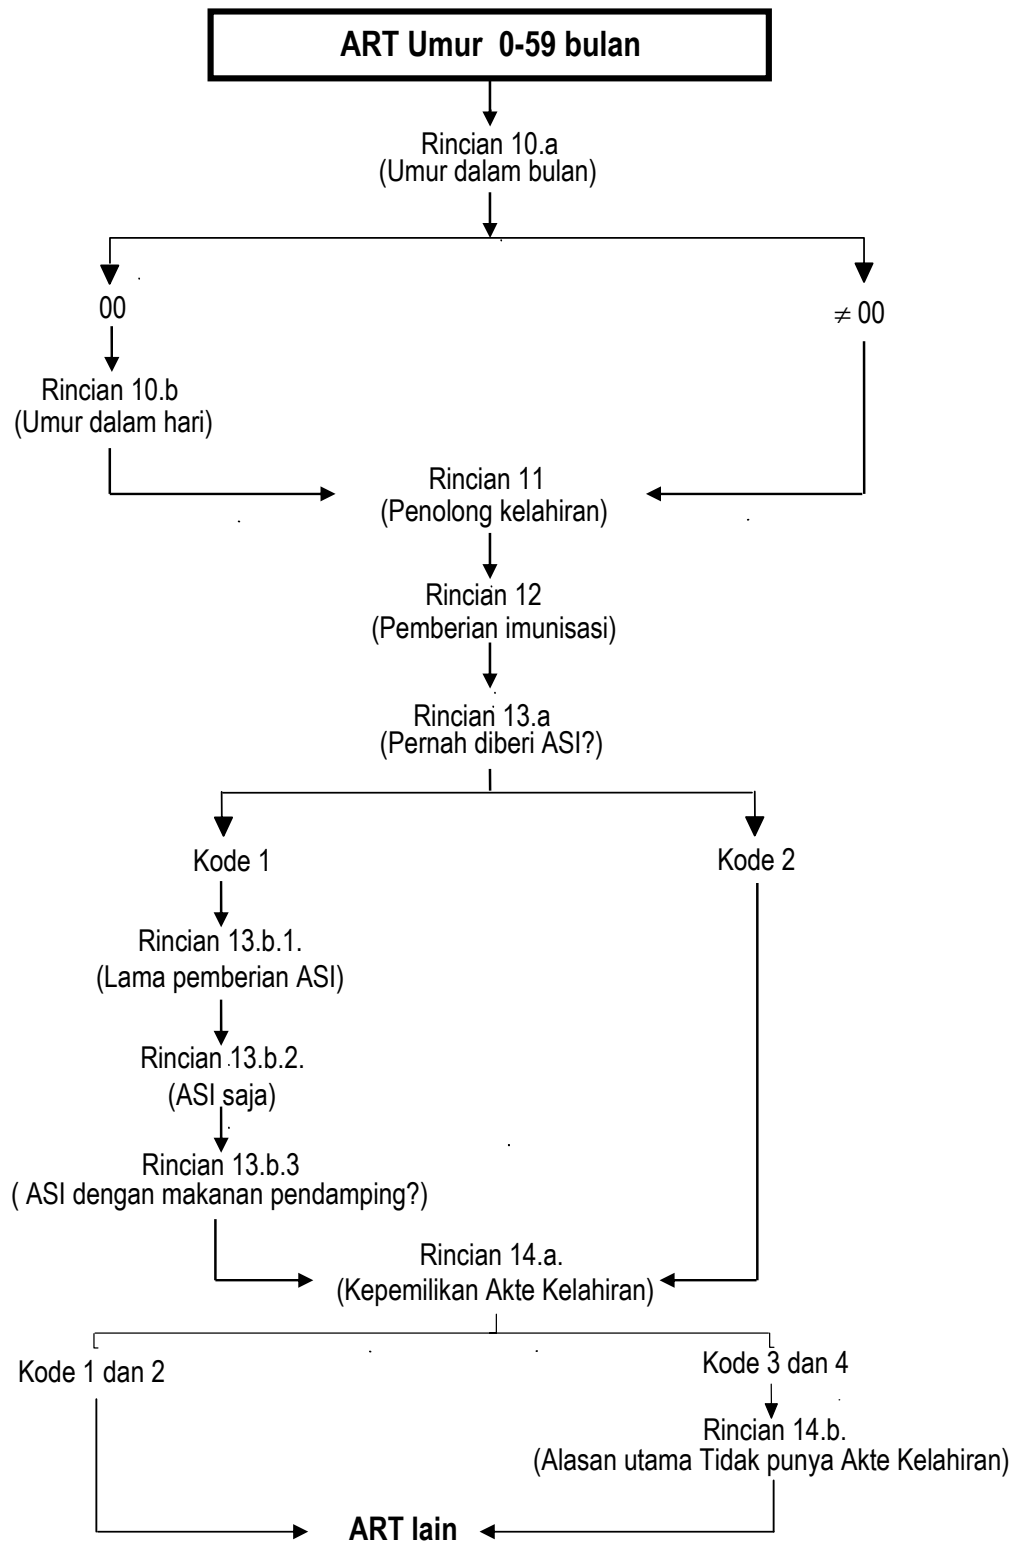 ART Umur 0-59 bulan
Rincian 10.a
(Umur dalam bulan)
00
≠ 00
Rincian 10.b
(Umur dalam hari)
Rincian 11
(Penolong kelahiran)
Rincian 12
(Pemberian imunisasi)
Rincian 13.a
(Pernah diberi ASI?)
Kode 1
Kode 2
Rincian 13.b.1.
(Lama pemberian ASI)
Rincian 13.b.2.
(ASI saja)
Rincian 13.b.3
( ASI dengan makanan pendamping?)
Rincian 14.a.
(Kepemilikan Akte Kelahiran)
Kode 1 dan 2
Kode 3 dan 4
Rincian 14.b.
(Alasan utama Tidak punya Akte Kelahiran)
ART lain